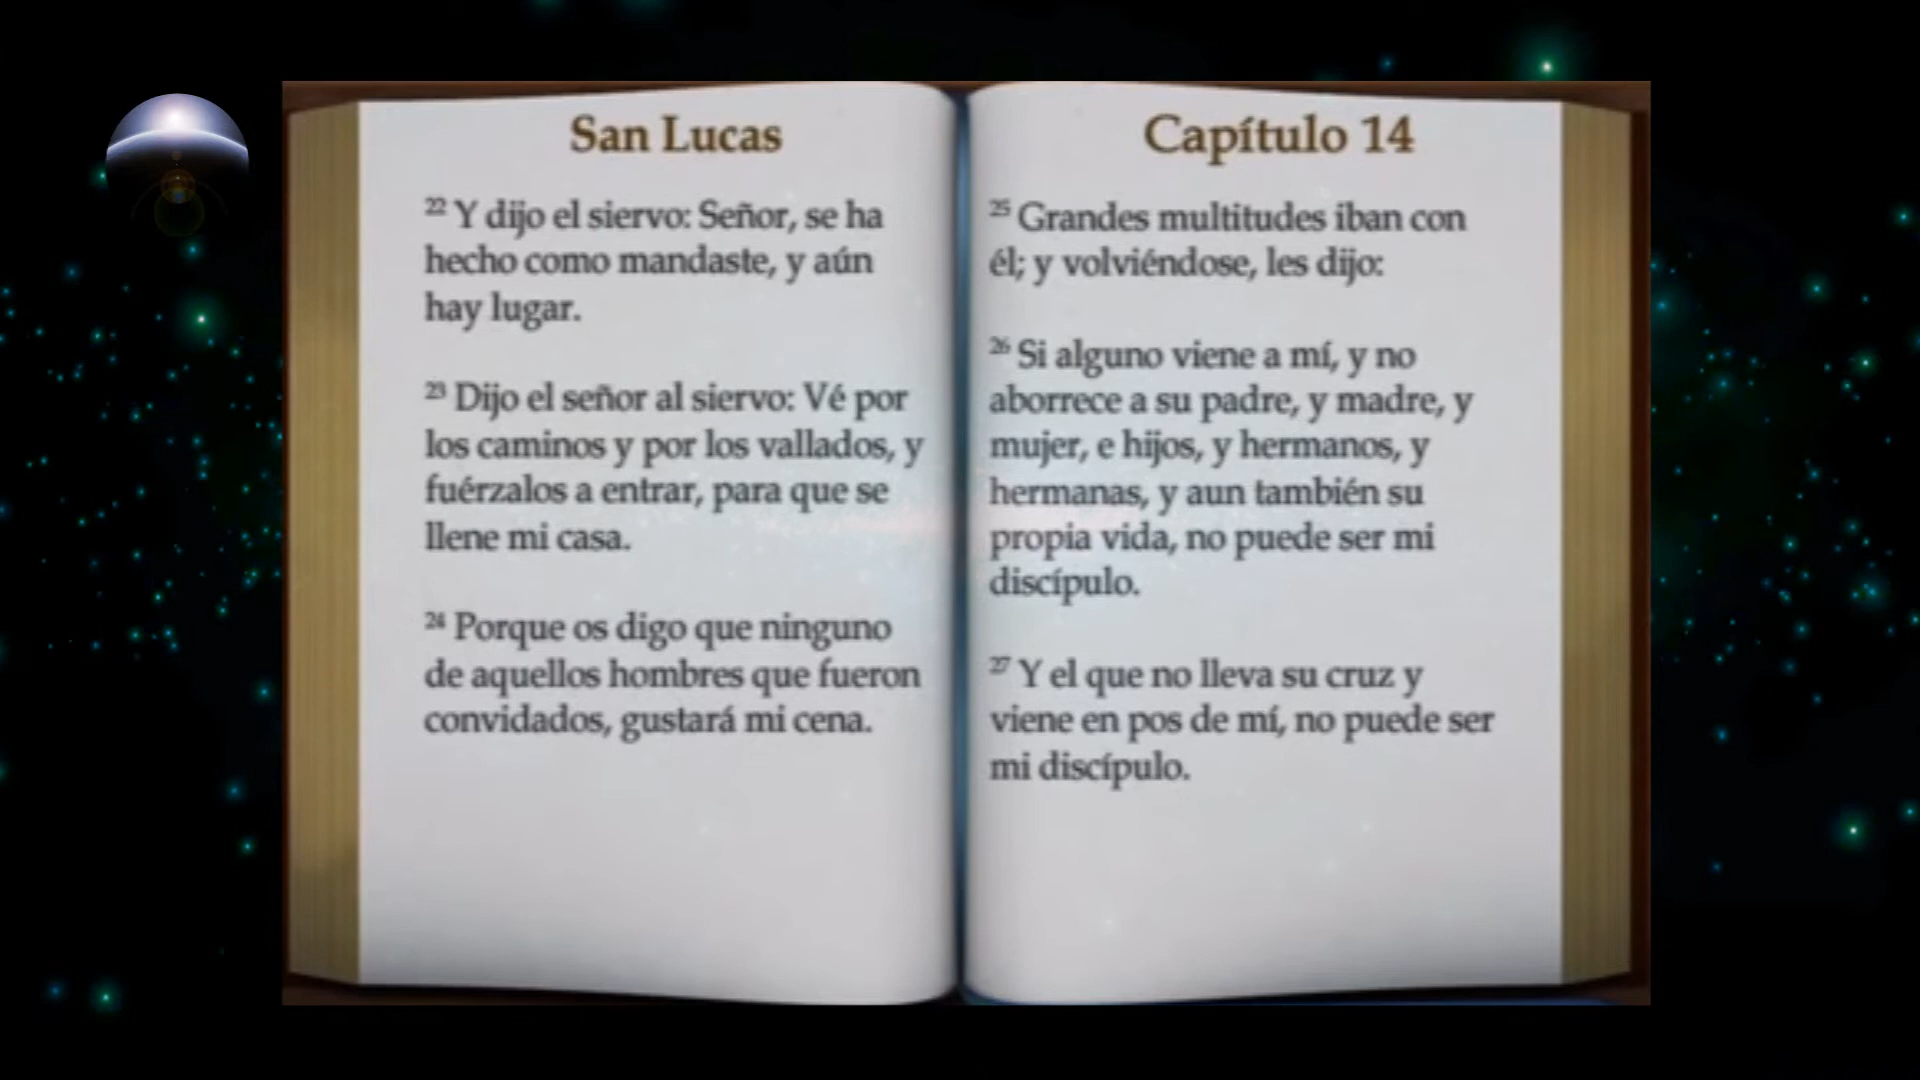 San Lucas
22 Y dijo el siervo: Señor, se ha
hecho como mandaste, y aún
hay lugar.
23 Dijo el señor al siervo: Vé por
los caminos y por los vallados, y
fuérzalos a entrar, para que se
llene mi casa.
24 Porque os digo que ninguno
de aquellos hombres que fueron
convidados, gustará mi cena.
Capítulo 14
25 Grandes multitudes iban con
él; y volviéndose, les dijo:
26 Si alguno viene a mí, y no
aborrece a su padre, y madre, y
mujer, e hijos, y hermanos, y
hermanas, y aun también su
propia vida, no puede ser mi
discípulo.
27 Y el que no lleva su cruz y
viene en pos de mí, no puede ser
mi discípulo.